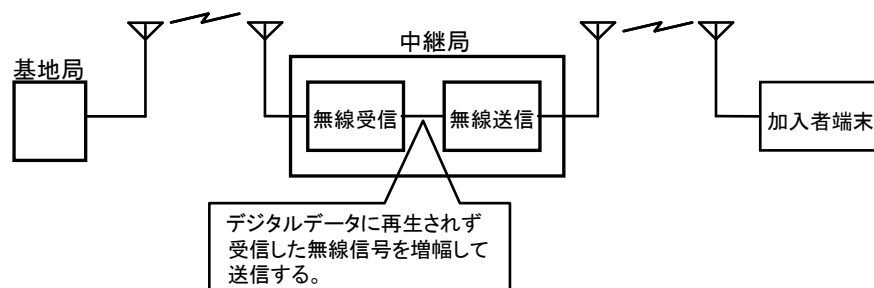 中継局
基地局
無線受信
無線送信
加入者端末
デジタルデータに再生されず
受信した無線信号を増幅して
送信する。